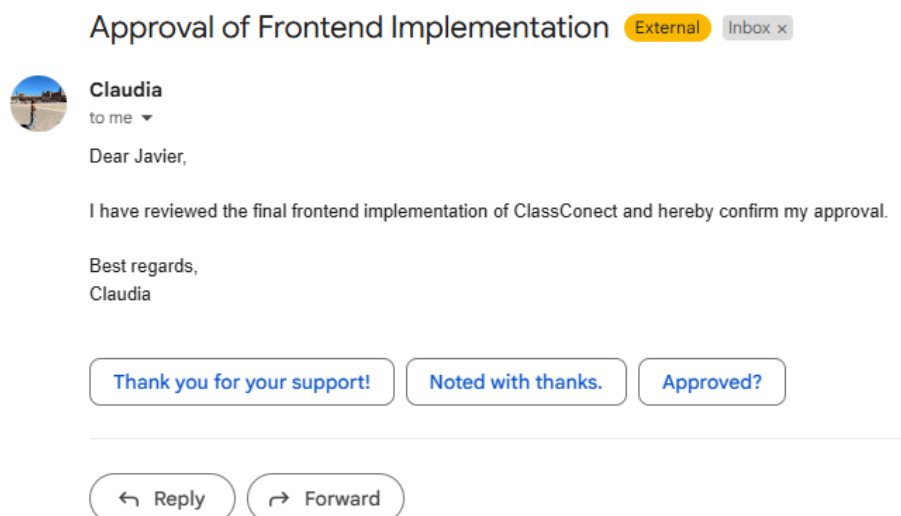 Approval of Frontend Implementation External Inbox ×
Claudia
to me
Dear Javier,
I have reviewed the final frontend implementation of ClassConect and hereby confirm my approval.
Best regards,
Claudia
Thank you for your support! Noted with thanks. Approved?
Reply Forward